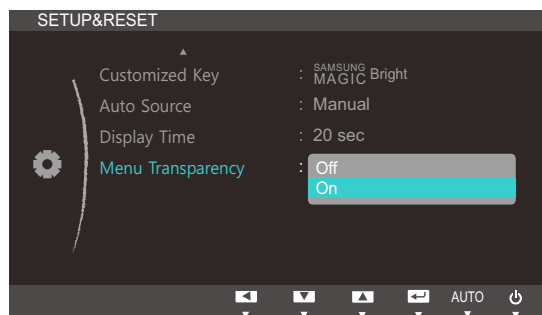 SETUP&RESET
Customized Key : SAMSUNG MAGIC Bright
Auto Source : Manual
Display Time : 20 sec
Menu Transparency : Off
On
AUTO